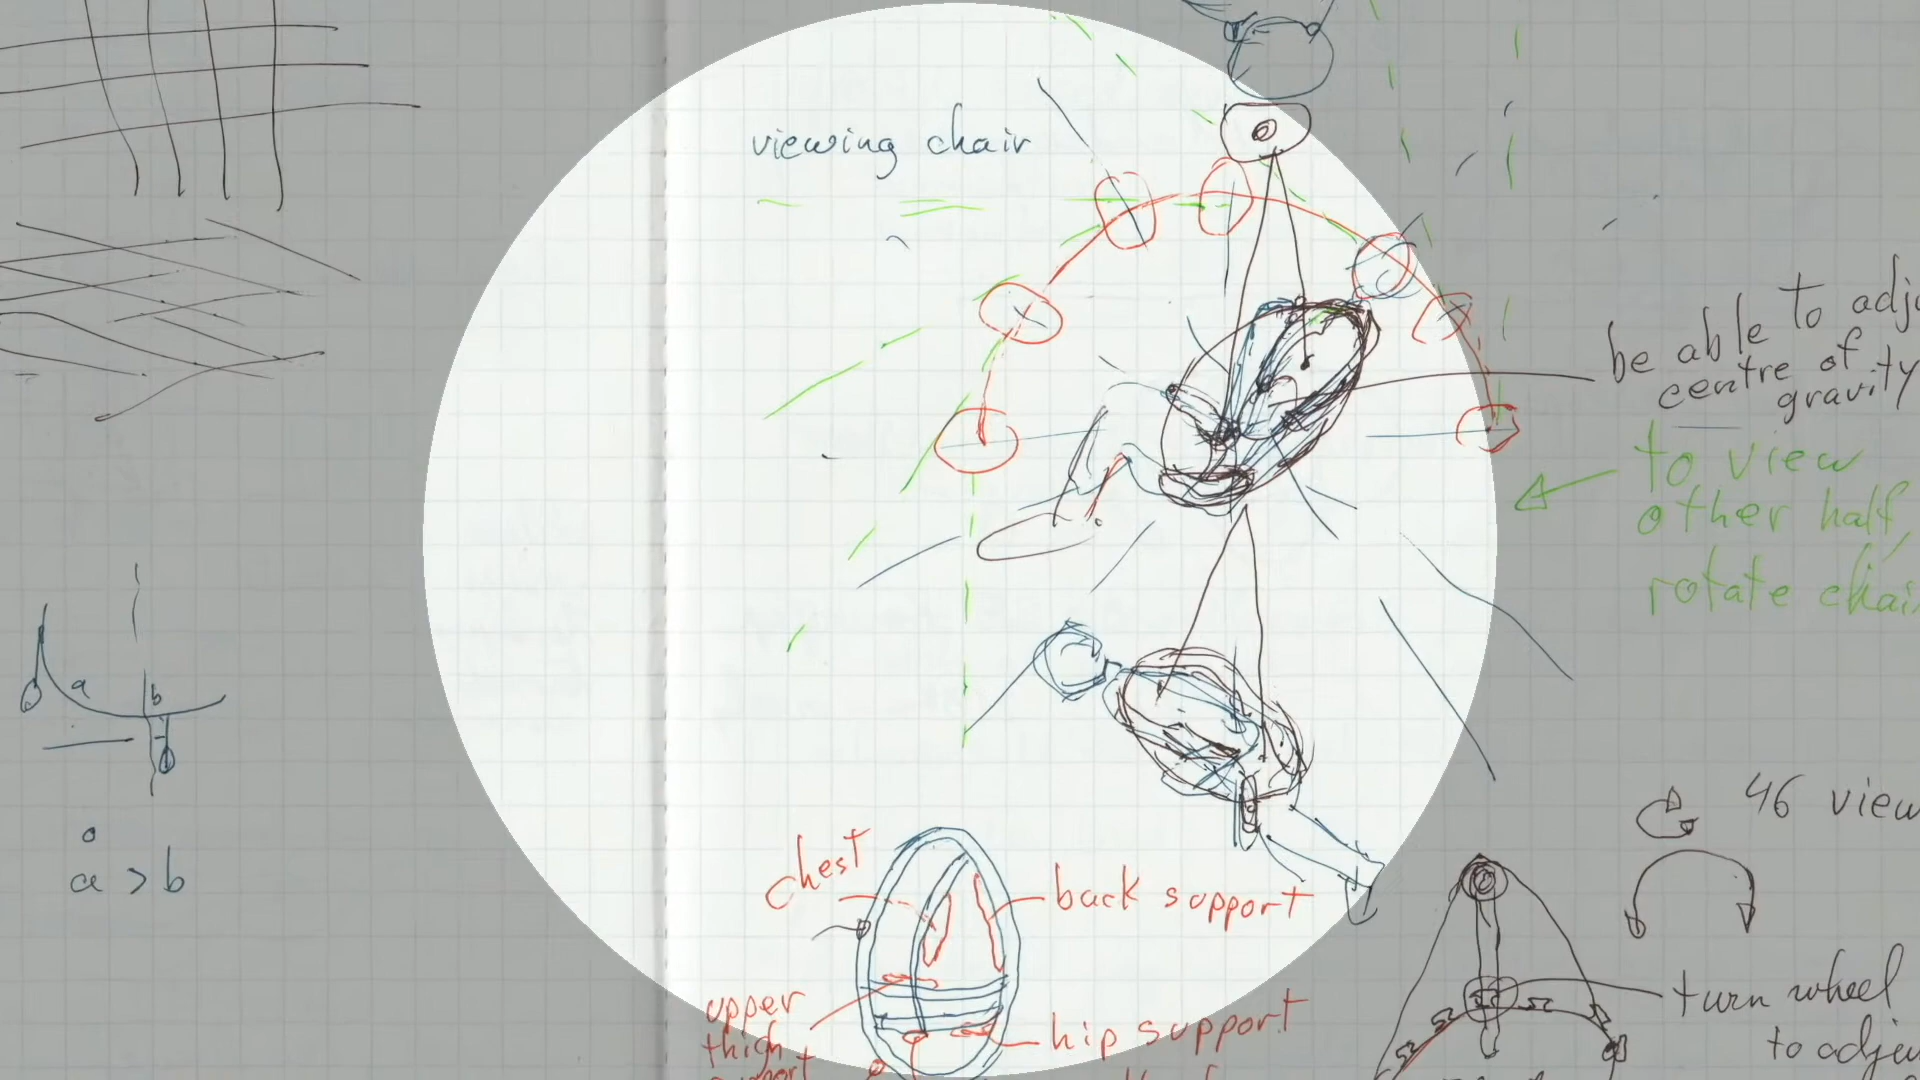 viewing chair
be able to adj
centre of
gravity
to view
other half,
rotate chai
a b
a > b
46 view
chest
back support
upper
thigh
hip support
turn wheel
to adju